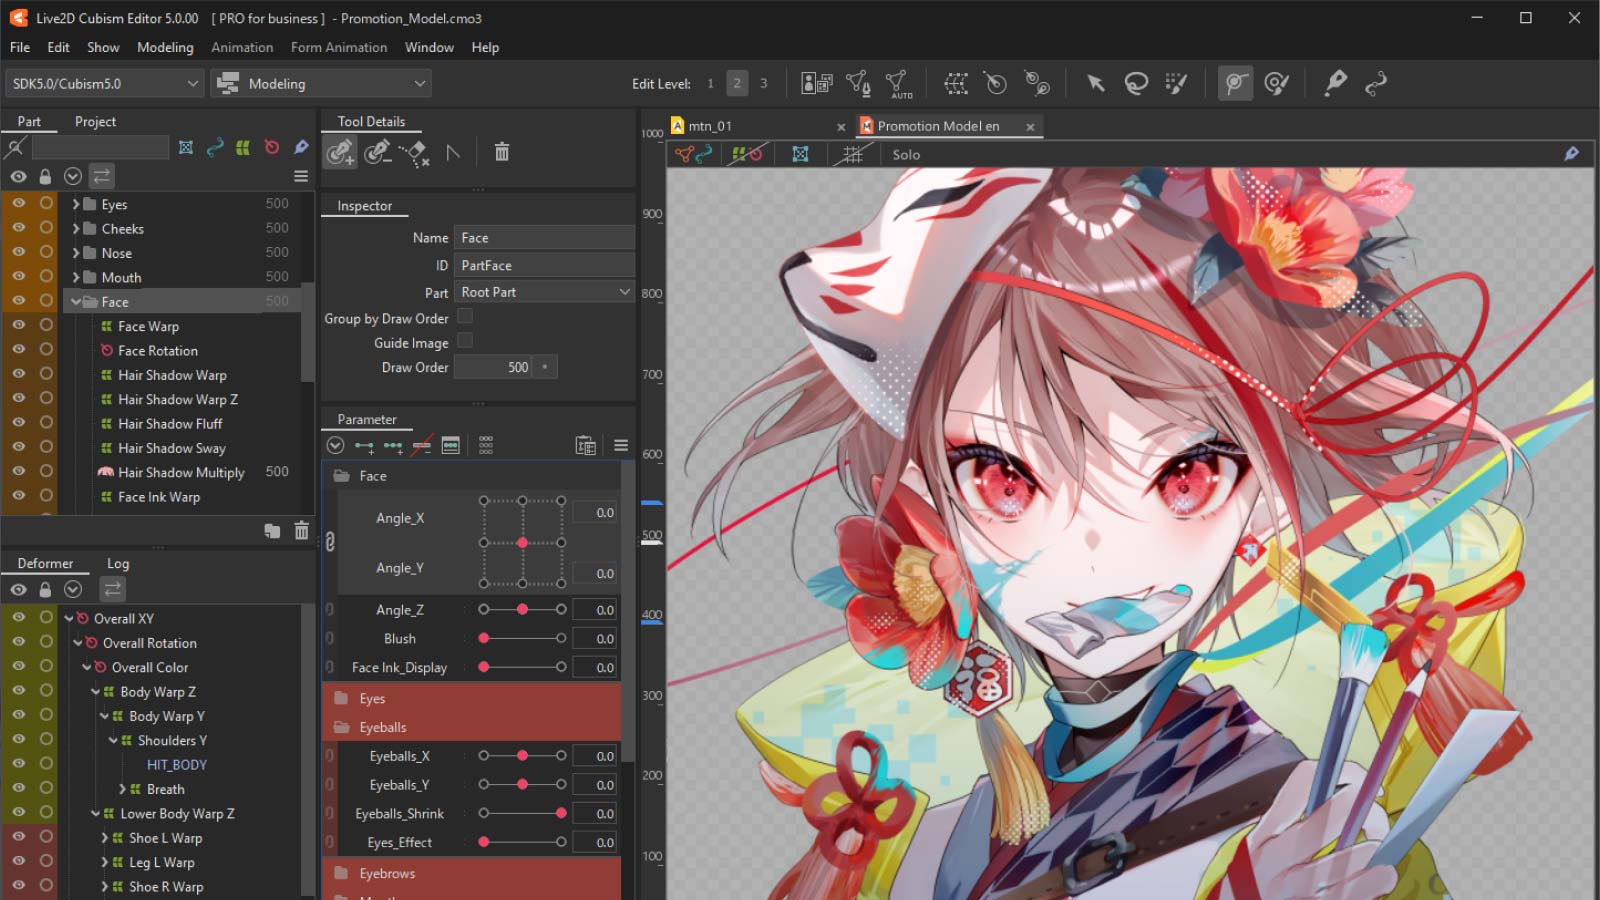 Live2D Cubism Editor 5.0.00   [ PRO for business ]  - Promotion_Model.cmo3
File Edit Show Modeling Animation Form Animation Window Help
SDK5.0/Cubism5.0 Modeling Edit Level: 1 2 3
AUTO
Part Project
Eyes 500
Cheeks 500
Nose 500
Mouth 500
Face 500
Face Warp
Face Rotation
Hair Shadow Warp
Hair Shadow Warp Z
Hair Shadow Fluff
Hair Shadow Sway
Hair Shadow Multiply 500
Face Ink Warp
Deformer Log
Overall XY
Overall Rotation
Overall Color
Body Warp Z
Body Warp Y
Shoulders Y
HIT_BODY
Breath
Lower Body Warp Z
Shoe L Warp
Leg L Warp
Shoe R Warp
Tool Details
Inspector
Name Face
ID PartFace
Part Root Part
Group by Draw Order
Guide Image
Draw Order 500
Parameter
Face
Angle_X 0.0
Angle_Y 0.0
Angle_Z 0.0
Blush 0.0
Face Ink_Display 0.0
Eyes
Eyeballs
Eyeballs_X 0.0
Eyeballs_Y 0.0
Eyeballs_Shrink 0.0
Eyes_Effect 0.0
Eyebrows
mtn_01 Promotion Model en
Solo
1000
900
800
700
600
500
400
300
200
100
福